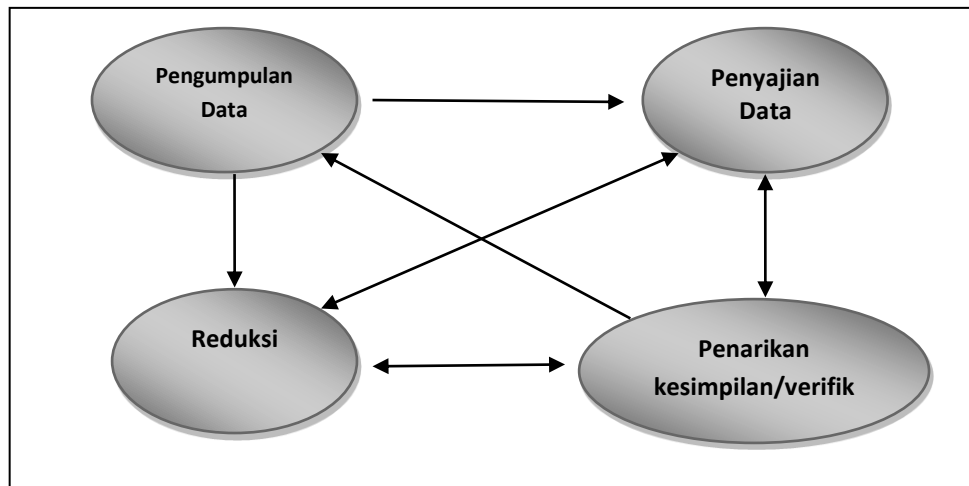 Pengumpulan
Data
Penyajian
Data
Reduksi
Penarikan
kesimpilan/verifik